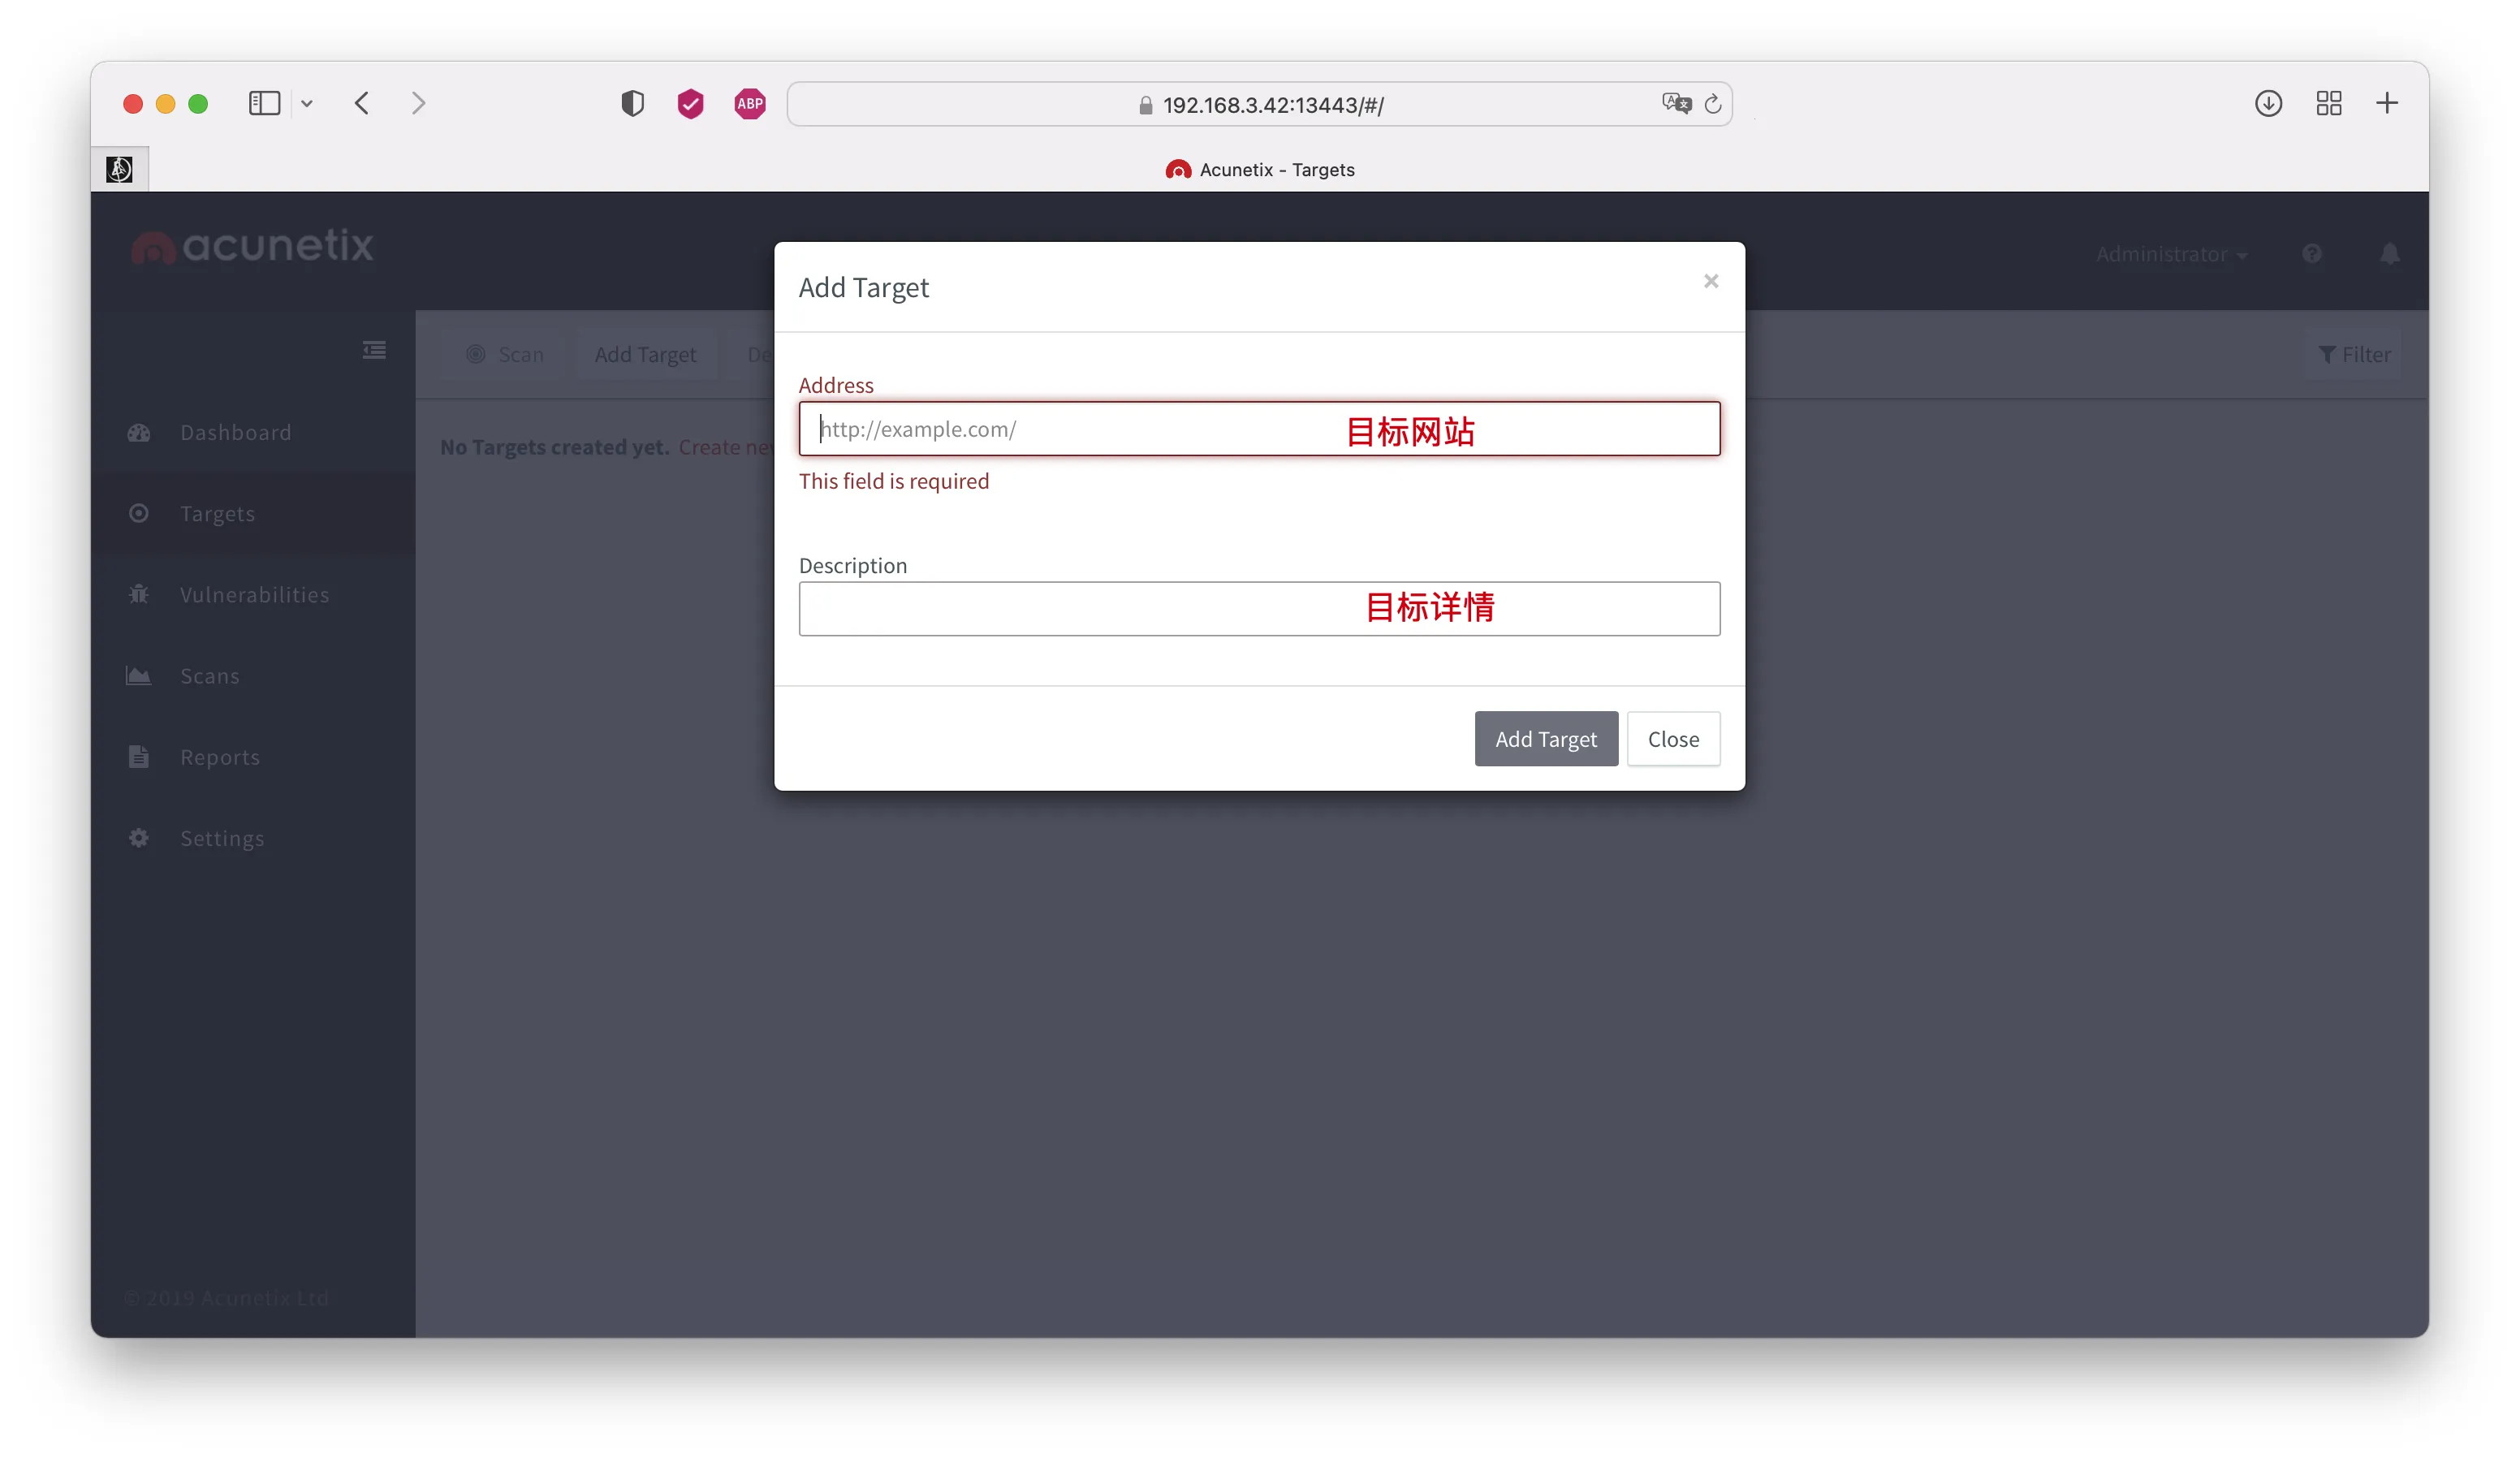 ABP
192.168.3.42:13443/#/
Acunetix - Targets
acunetix
Administrator
Add Target
Scan
Add Target
De
Filter
Address
http://example.com/ 目标网站
This field is required
Description
目标详情
Add Target
Close
No Targets created yet. Create ne
Dashboard
Targets
Vulnerabilities
Scans
Reports
Settings
© 2019 Acunetix Ltd